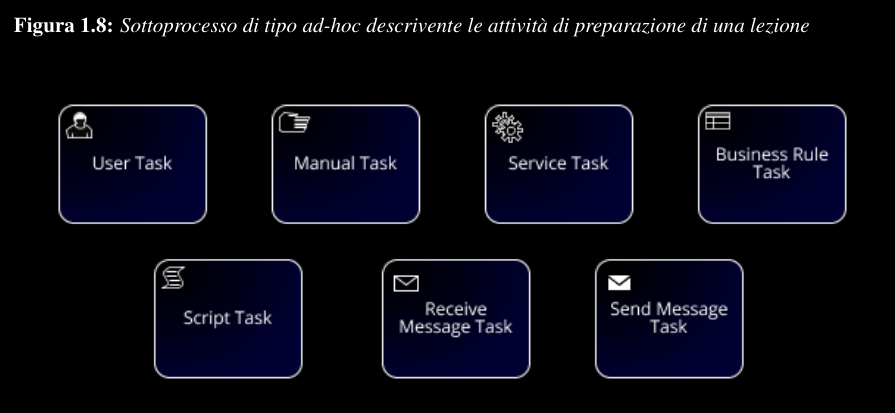 Figura 1.8: Sottoprocesso di tipo ad-hoc descrivente le attività di preparazione di una lezione
User Task
Manual Task
Service Task
Business Rule
Task
Script Task
Receive
Message Task
Send Message
Task